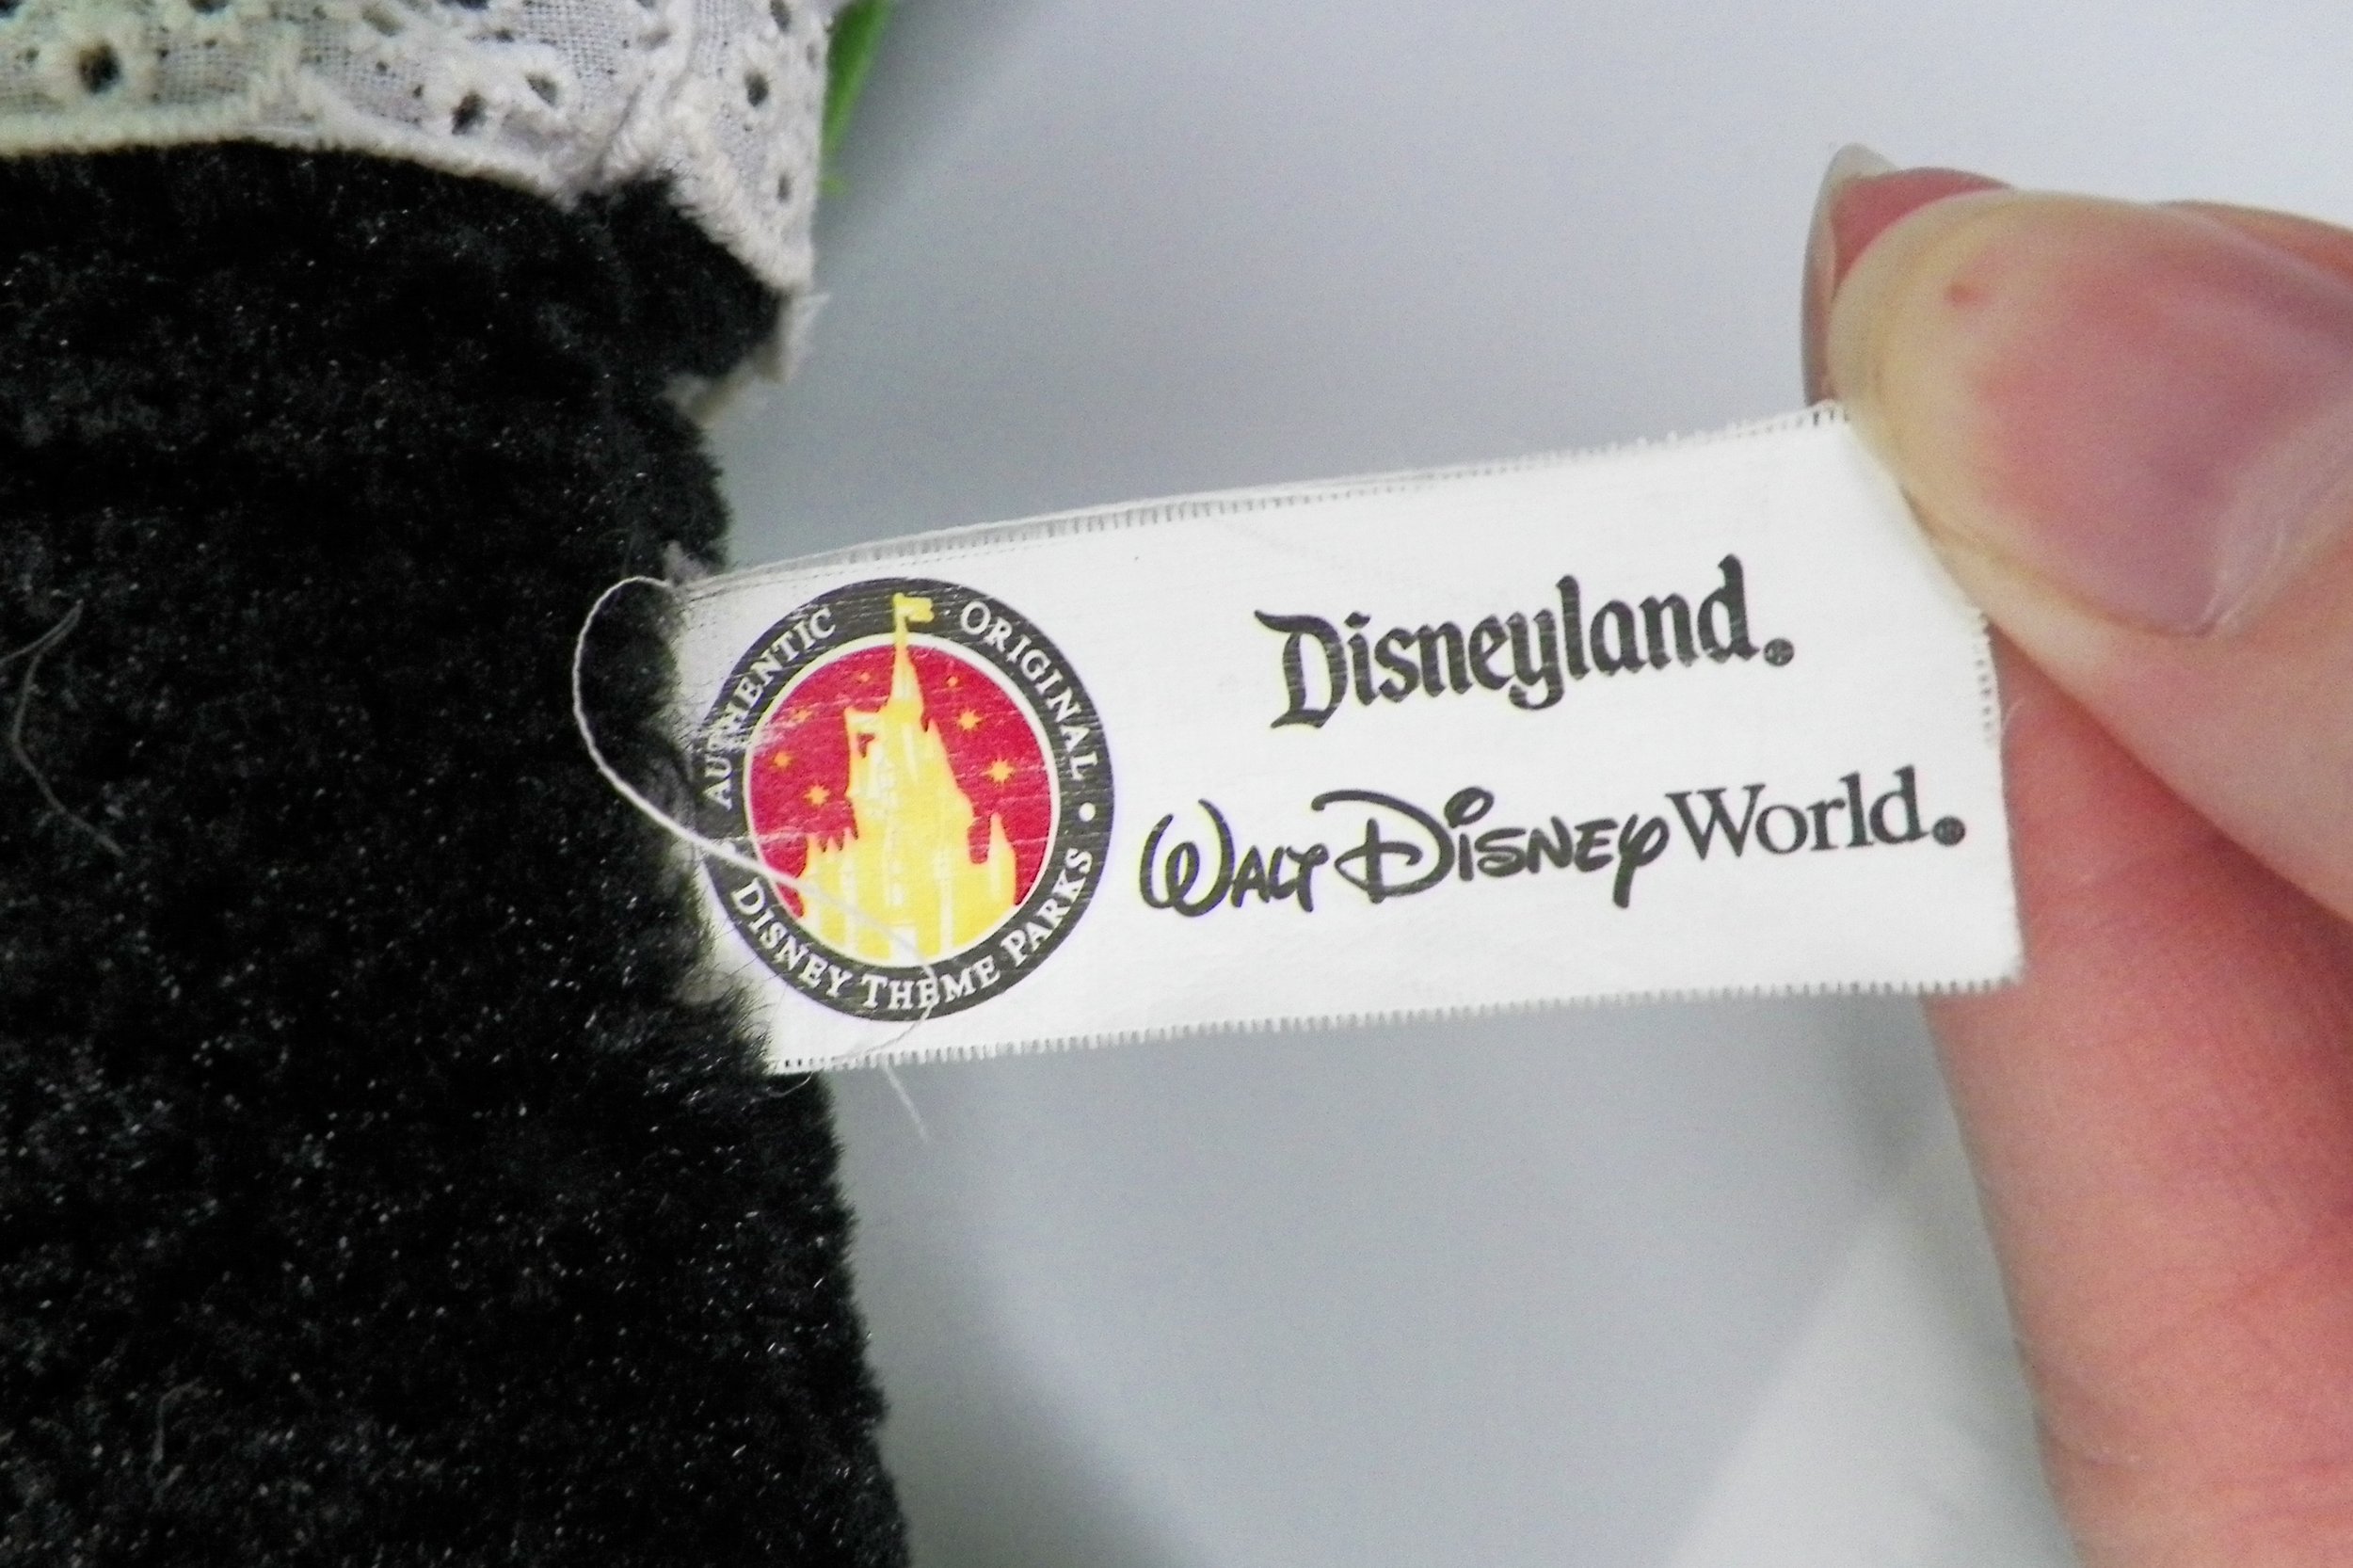 AUTHENTIC ORIGINAL •
DISNEY THEME PARKS
Disneyland®
WALT DISNEY World®